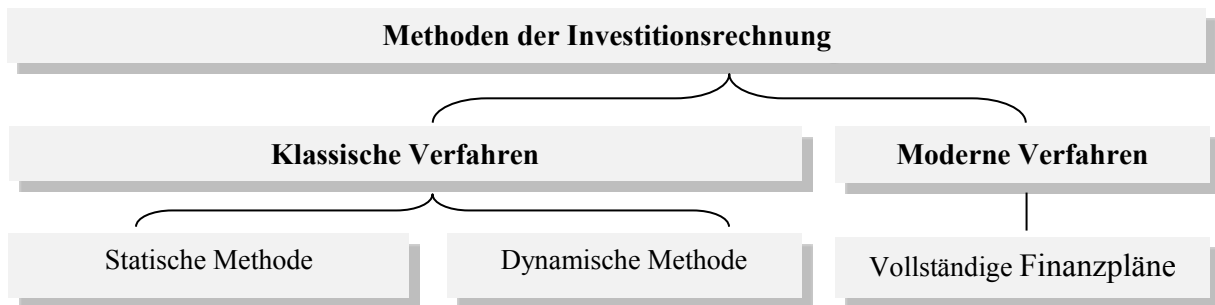 Methoden der Investitionsrechnung
Klassische Verfahren
Moderne Verfahren
Statische Methode
Dynamische Methode
Vollständige Finanzpläne